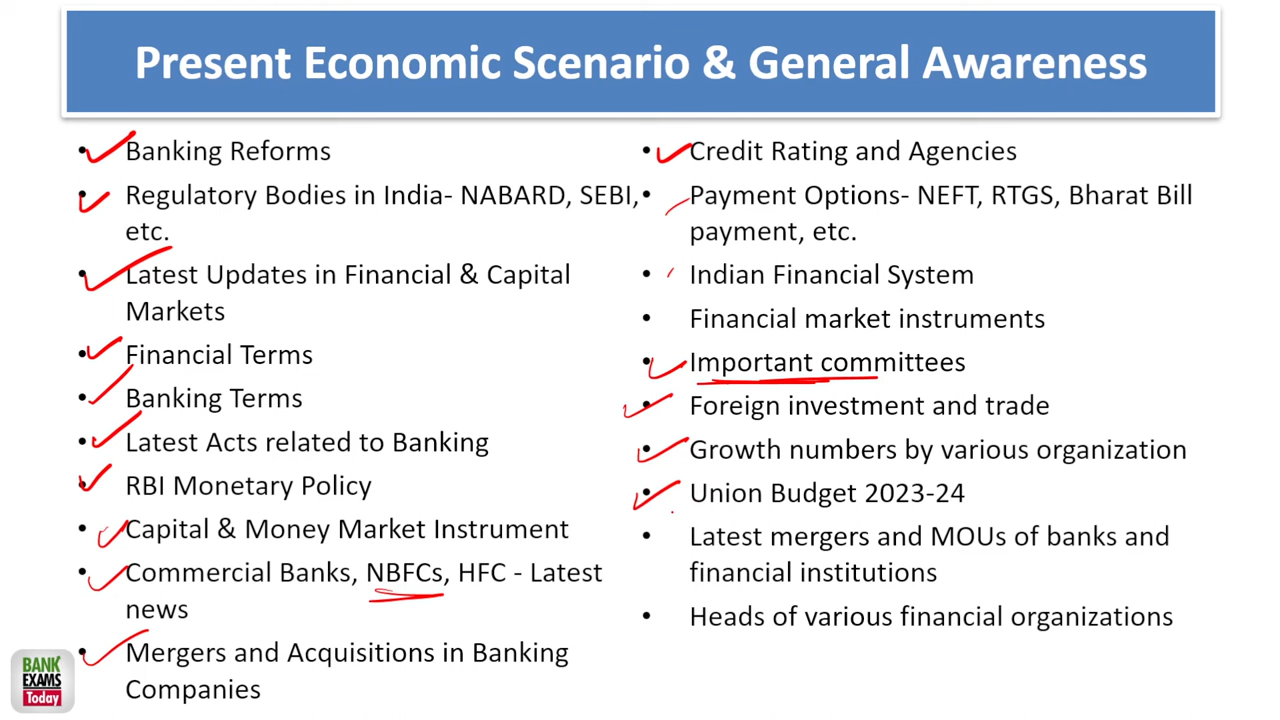 Present Economic Scenario & General Awareness
• Banking Reforms
• Regulatory Bodies in India- NABARD, SEBI,
etc.
• Latest Updates in Financial & Capital
Markets
• Financial Terms
• Banking Terms
• Latest Acts related to Banking
• RBI Monetary Policy
• Capital & Money Market Instrument
• Commercial Banks, NBFCs, HFC - Latest
news
• Mergers and Acquisitions in Banking
Companies
• Credit Rating and Agencies
• Payment Options- NEFT, RTGS, Bharat Bill
payment, etc.
• Indian Financial System
• Financial market instruments
• Important committees
• Foreign investment and trade
• Growth numbers by various organization
• Union Budget 2023-24
• Latest mergers and MOUs of banks and
financial institutions
• Heads of various financial organizations
BANK
EXAMS
Today